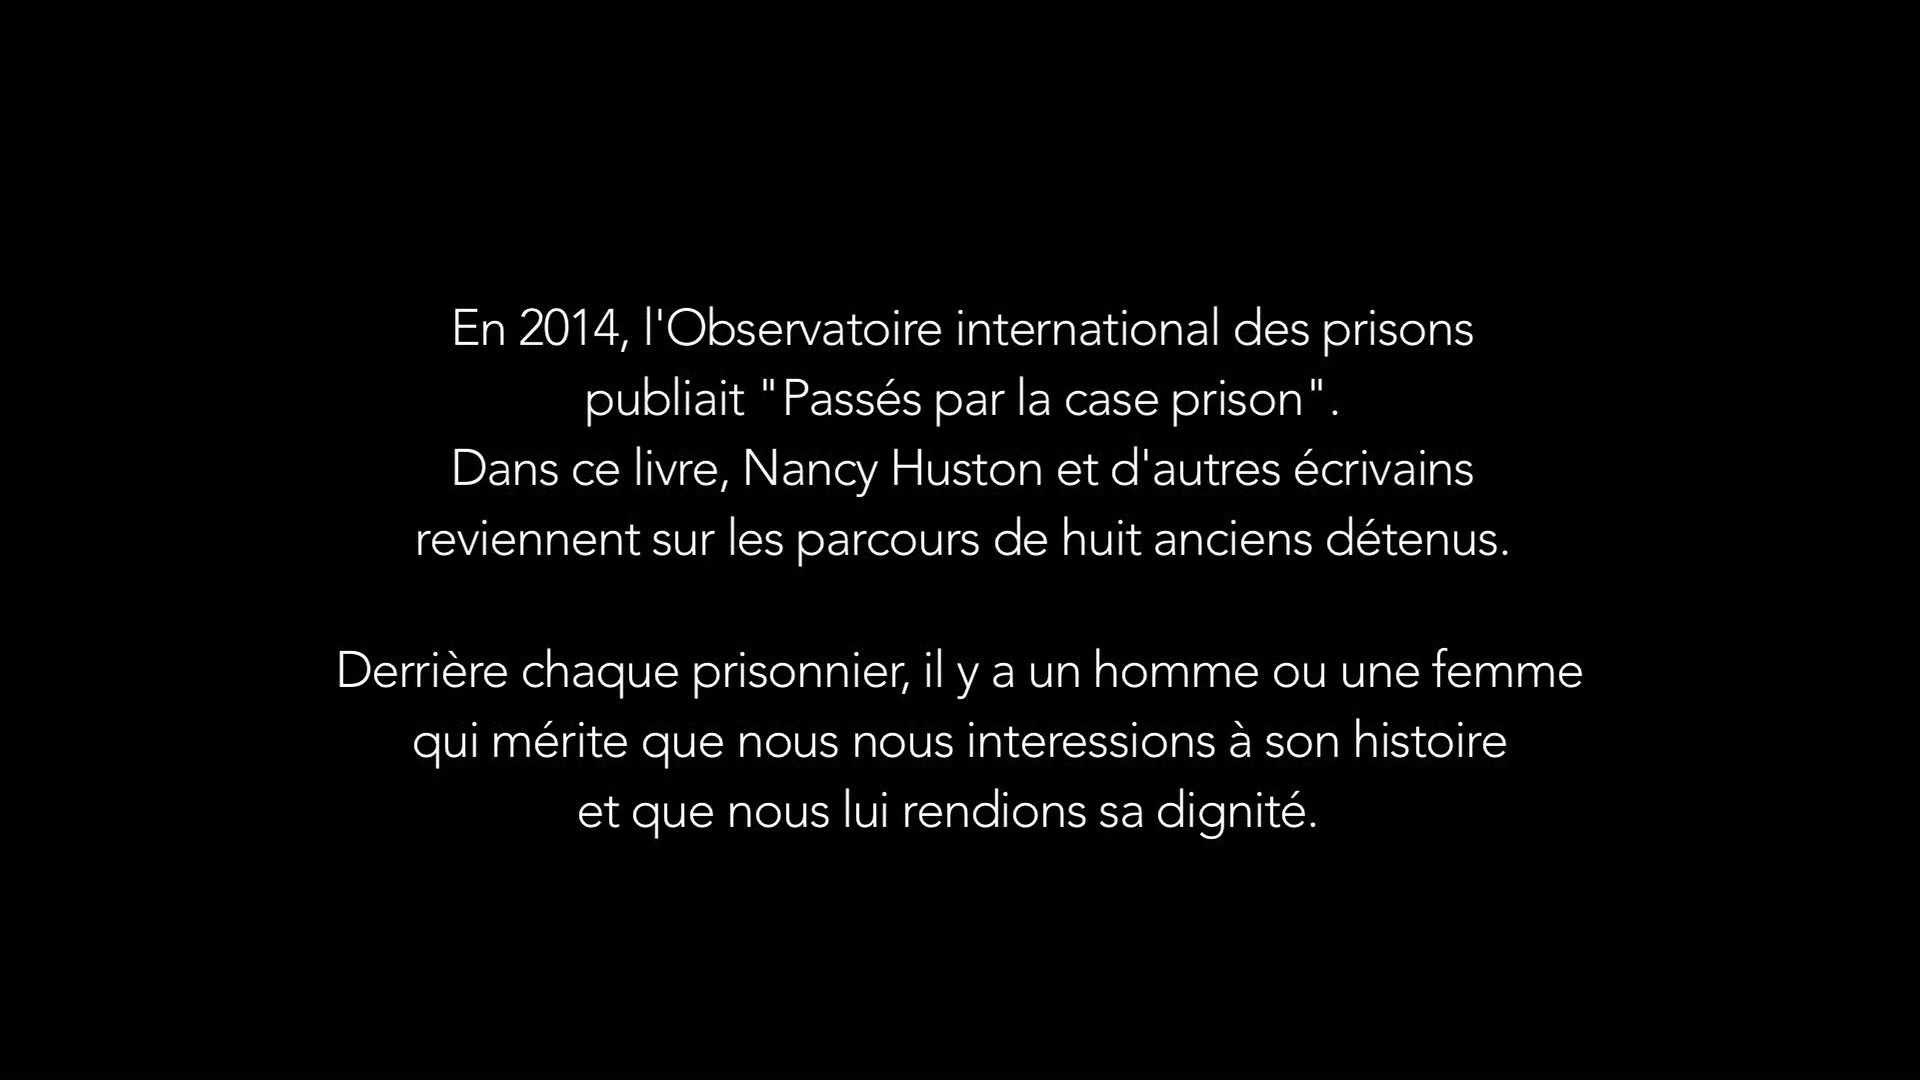 En 2014, l'Observatoire international des prisons
publiait "Passés par la case prison".
Dans ce livre, Nancy Huston et d'autres écrivains
reviennent sur les parcours de huit anciens détenus.
Derrière chaque prisonnier, il y a un homme ou une femme
qui mérite que nous nous interessions à son histoire
et que nous lui rendions sa dignité.